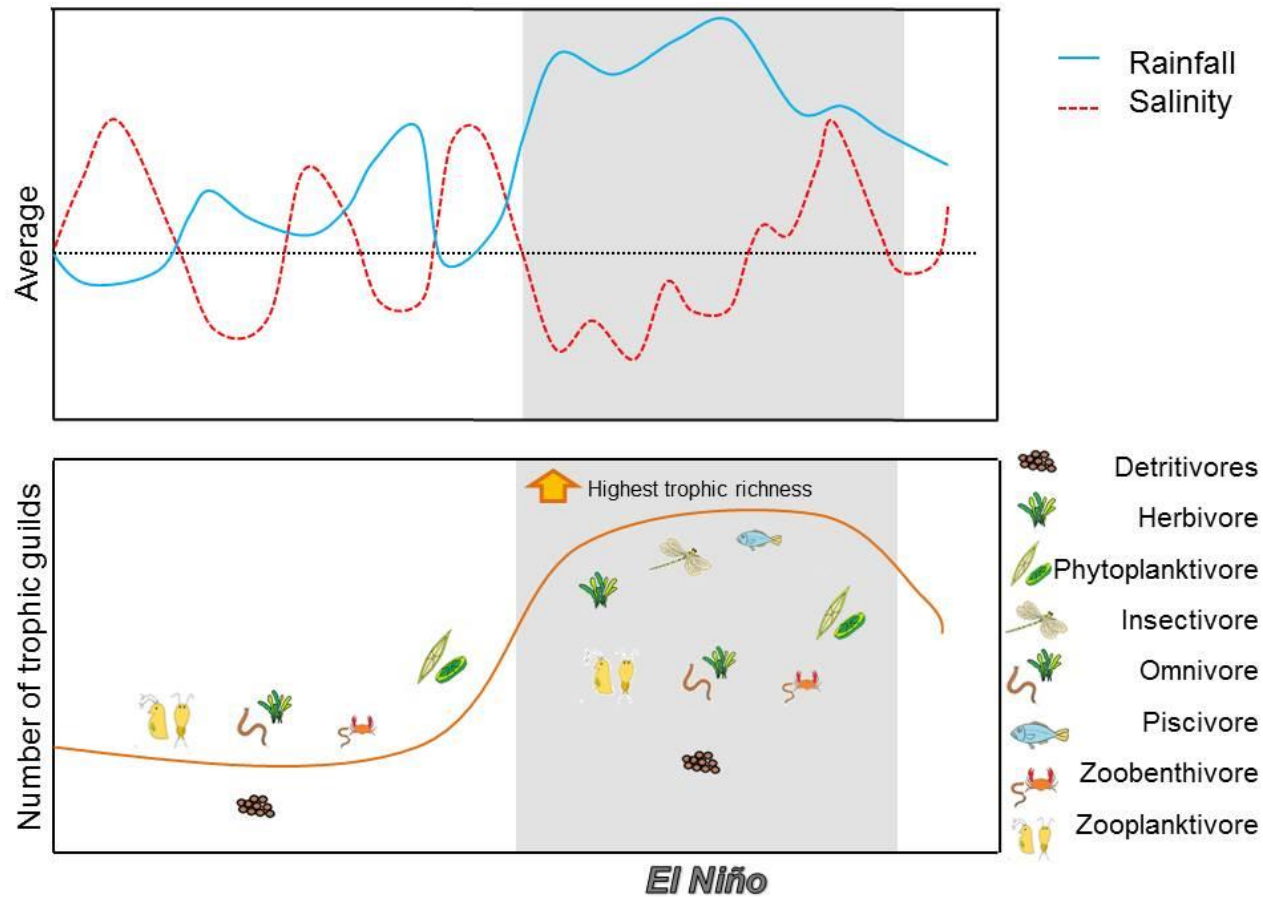 Rainfall
Salinity
Average
Highest trophic richness
Number of trophic guilds
Detritivores
Herbivore
Phytoplanktivore
Insectivore
Omnivore
Piscivore
Zoobenthivore
Zooplanktivore
El Niño